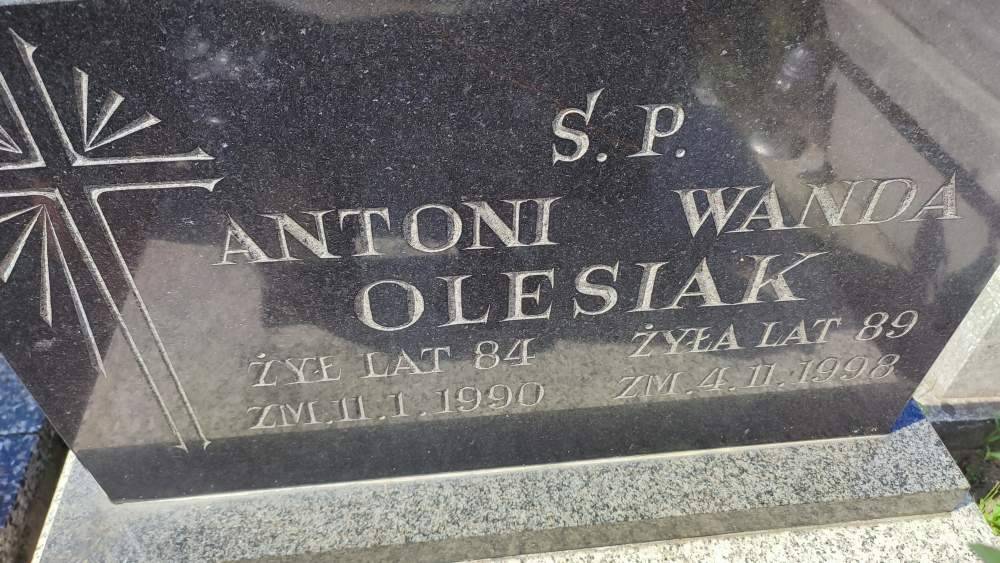 Ś.P.
ANTONI WANDA
OLESIAK
ŻYŁ LAT 84 ŻYŁA LAT 89
ZM.11.1.1990 ZM.4.11.1998